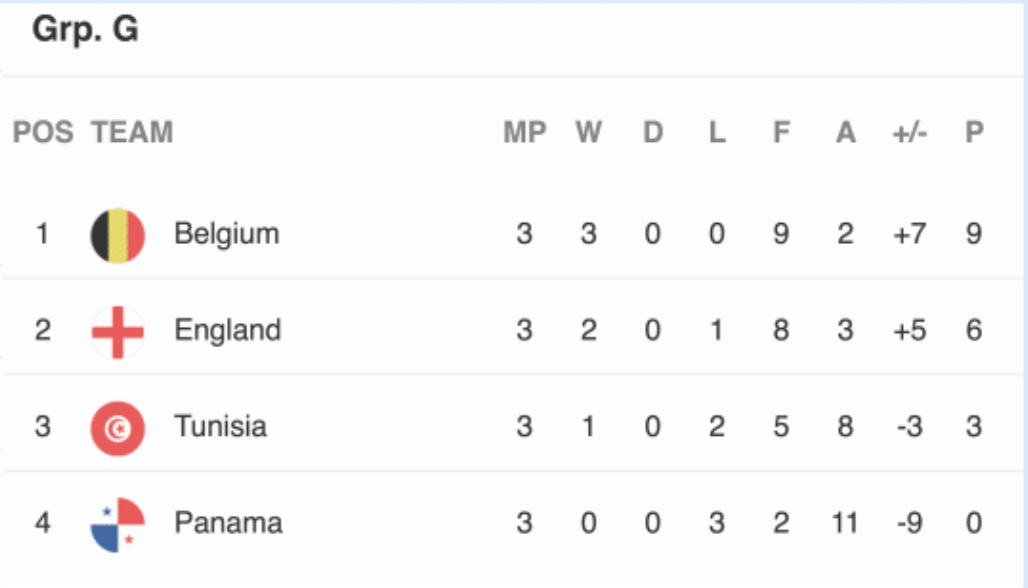 Grp. G
POS TEAM MP W D L F A +/- P
1 Belgium 3 3 0 0 9 2 +7 9
2 England 3 2 0 1 8 3 +5 6
3 Tunisia 3 1 0 2 5 8 -3 3
4 Panama 3 0 0 3 2 11 -9 0